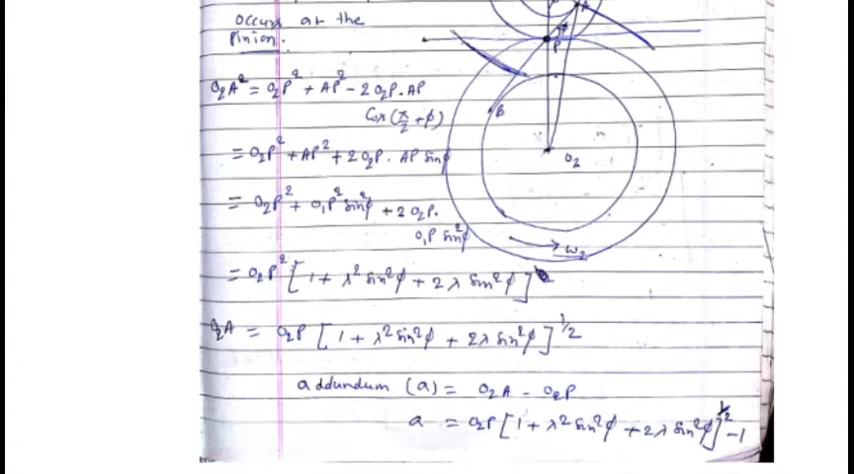 occurs at the
Pinion.
A
P
B
O₂
ω₂
O₂A² = O₂P² + AP² - 2 O₂P. AP
Cos (π/2 + φ)
= O₂P² + AP² + 2 O₂P. AP sinφ
= O₂P² + O₁P² sin²φ + 2 O₂P.
O₁P sin²φ
= O₂P² [1 + λ² sin²φ + 2λ sin²φ]
O₂A = O₂P [1 + λ² sin²φ + 2λ sin²φ]^1/2
addundum (a) = O₂A - O₂P
a = O₂P [1 + λ² sin²φ + 2λ sin²φ]^1/2 - 1